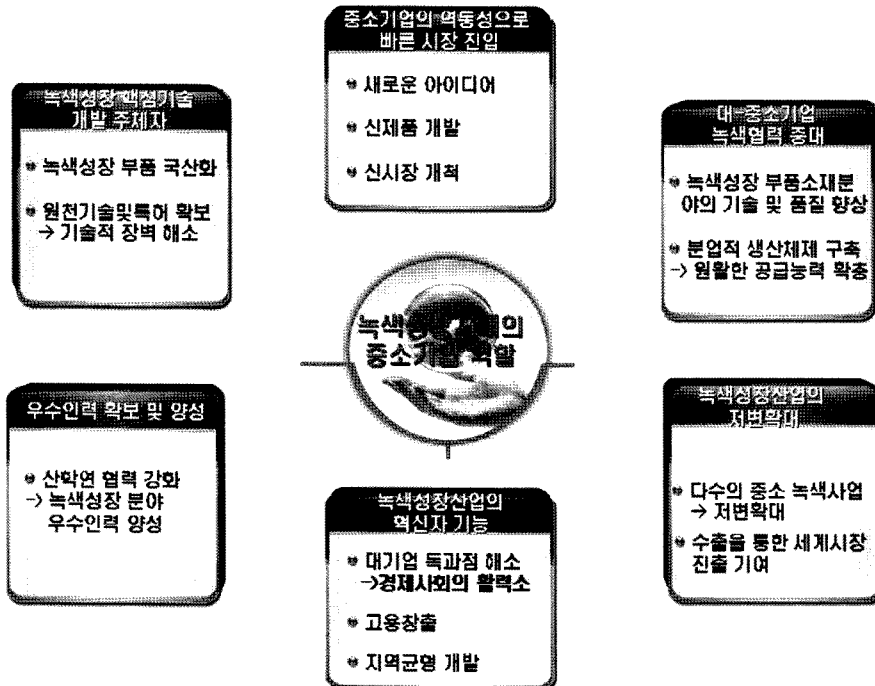 중소기업의 역동성으로
빠른 시장 진입
새로운 아이디어
신제품 개발
신시장 개척
녹색성장 핵심기술
개발 주체자
녹색성장 부품 국산화
원천기술및특허 확보
→ 기술적 장벽 해소
대·중소기업
녹색협력 증대
녹색성장 부품소재분
야의 기술 및 품질 향상
분업적 생산체제 구축
→ 원활한 공급능력 확충
중소기업 역할
우수인력 확보 및 양성
산학연 협력 강화
→ 녹색성장 분야
우수인력 양성
녹색성장산업의
혁신자 기능
대기업 독과점 해소
→경제사회의 활력소
고용창출
지역균형 개발
녹색성장산업의
저변확대
다수의 중소 녹색사업
→ 저변확대
수출을 통한 세계시장
진출 기여